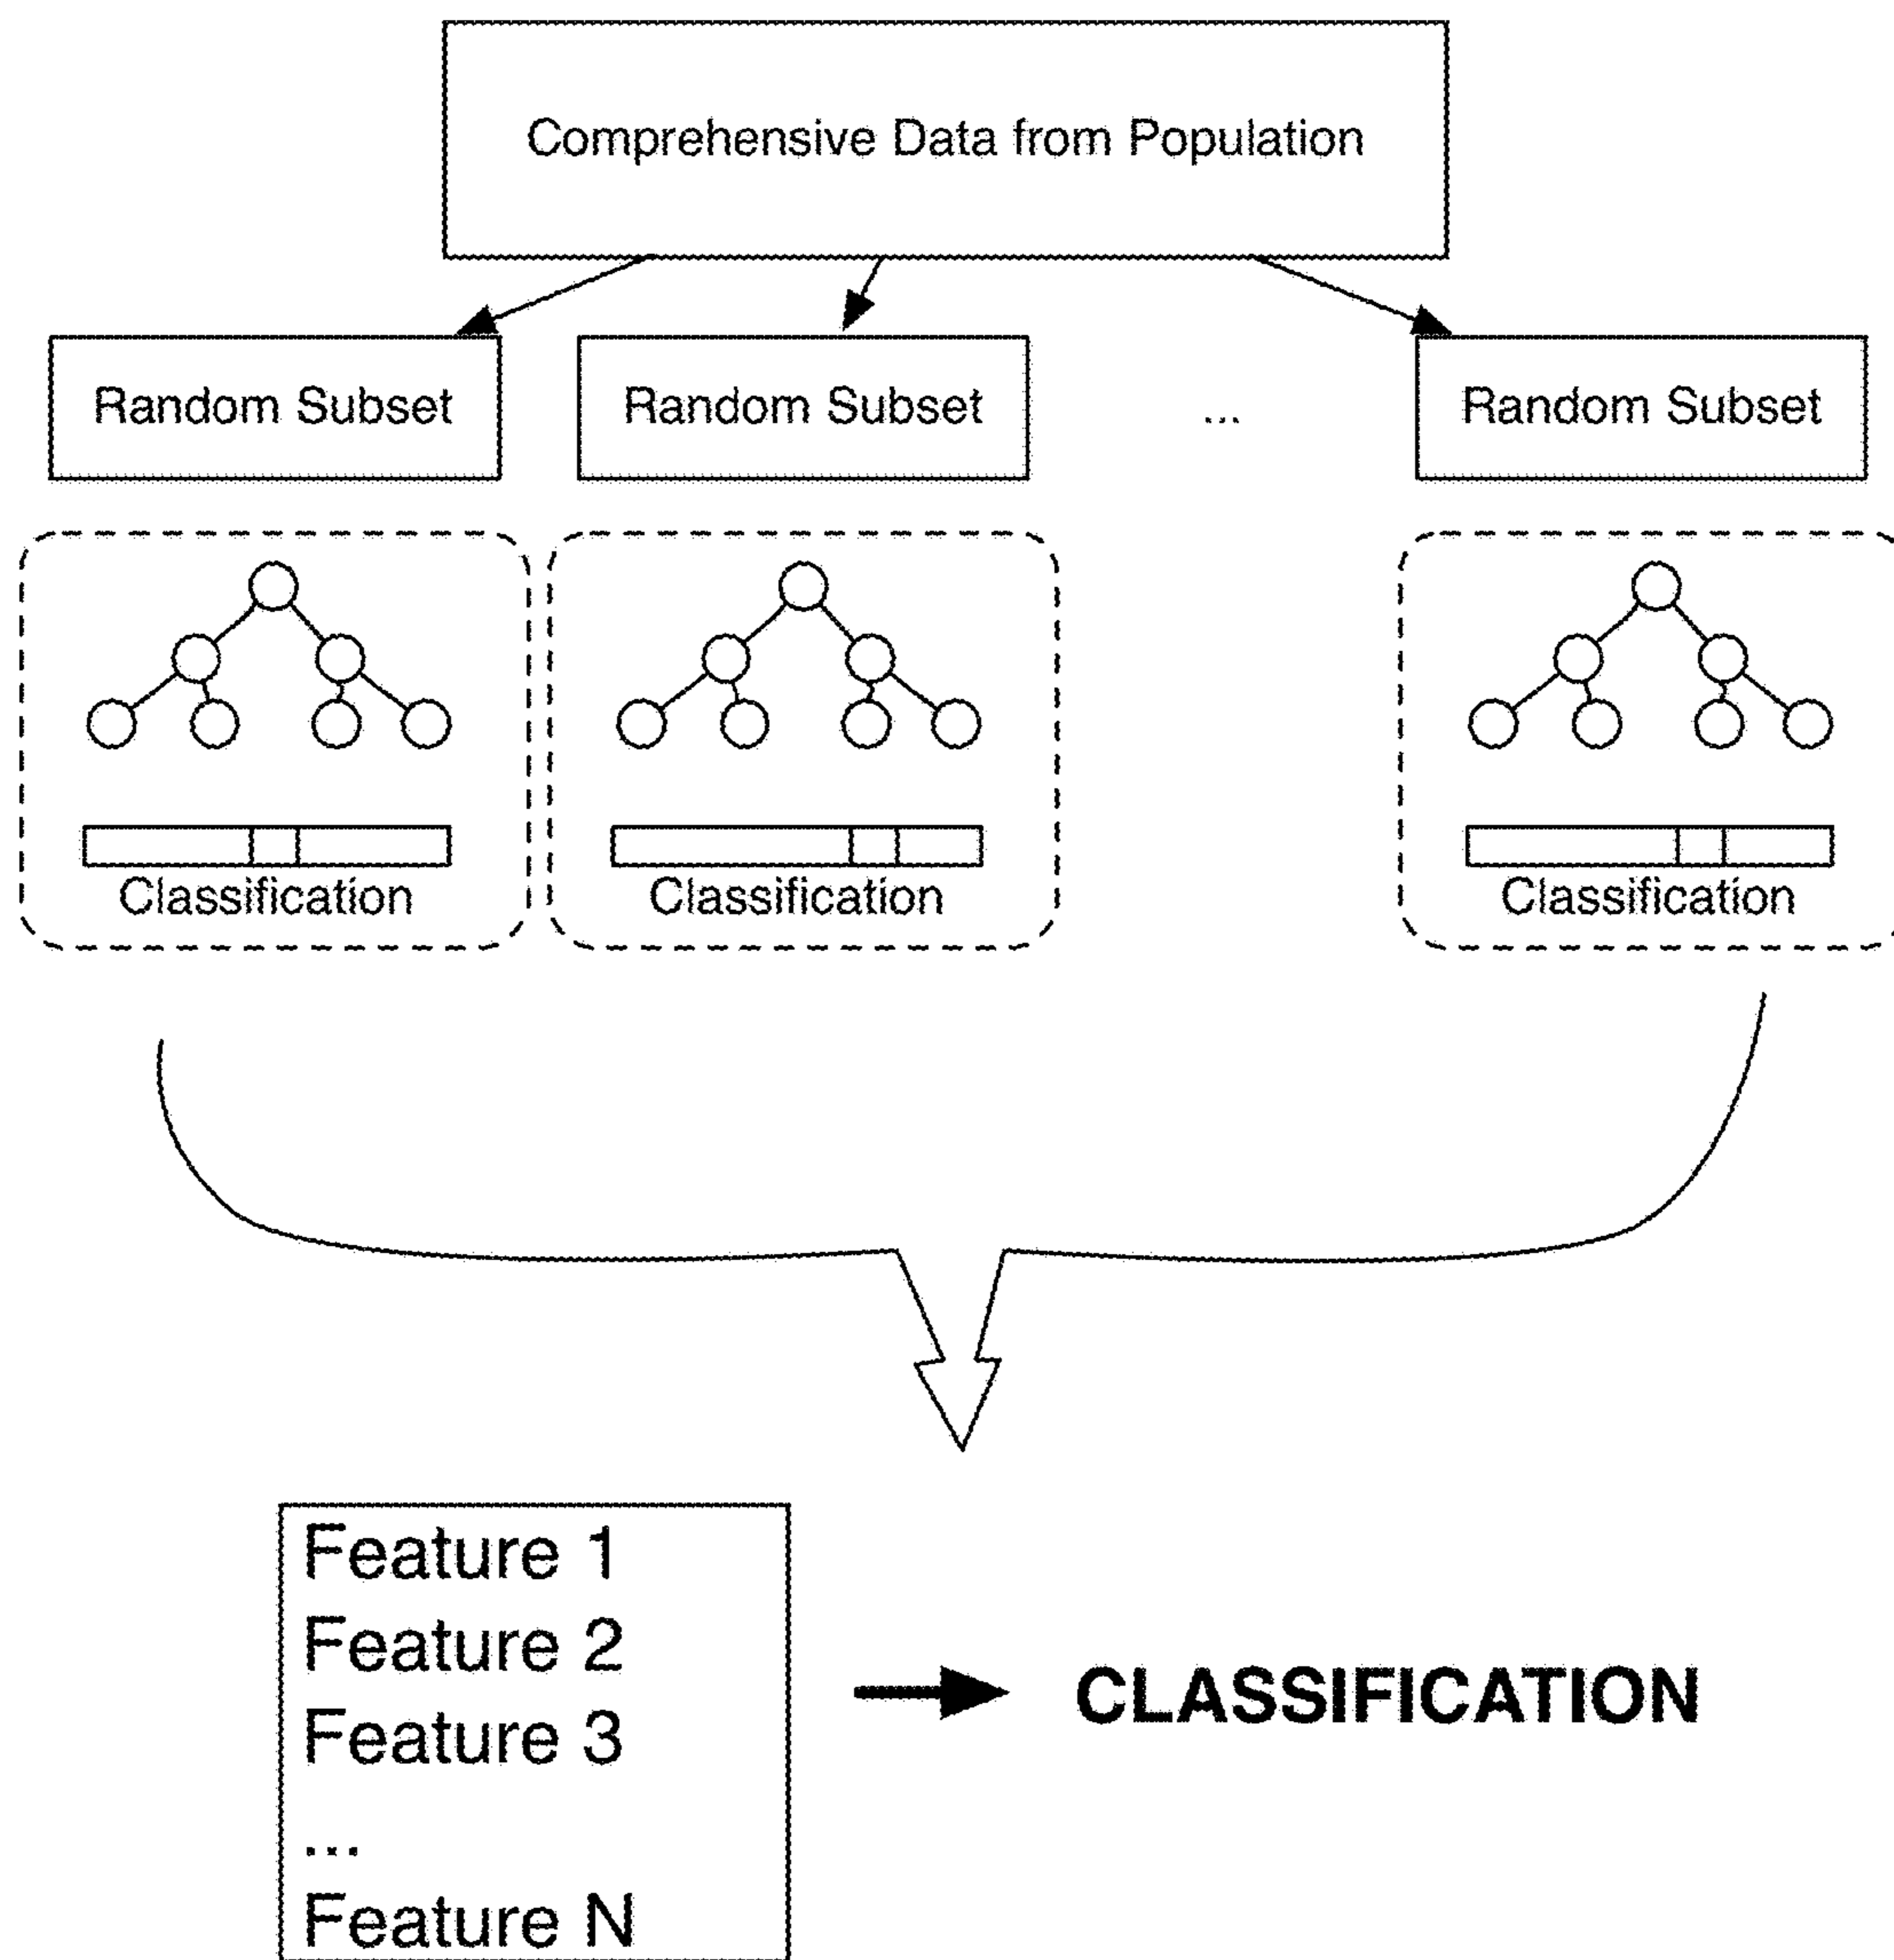 Comprehensive Data from Population
Random Subset Random Subset ... Random Subset
Classification Classification Classification
Feature 1
Feature 2
Feature 3
...
Feature N
CLASSIFICATION